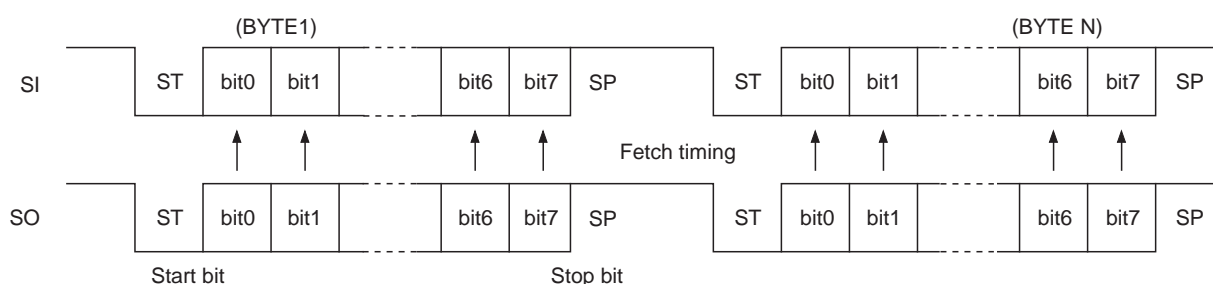 (BYTE1) (BYTE N)
SI ST bit0 bit1 bit6 bit7 SP ST bit0 bit1 bit6 bit7 SP
Fetch timing
SO ST bit0 bit1 bit6 bit7 SP ST bit0 bit1 bit6 bit7 SP
Start bit Stop bit